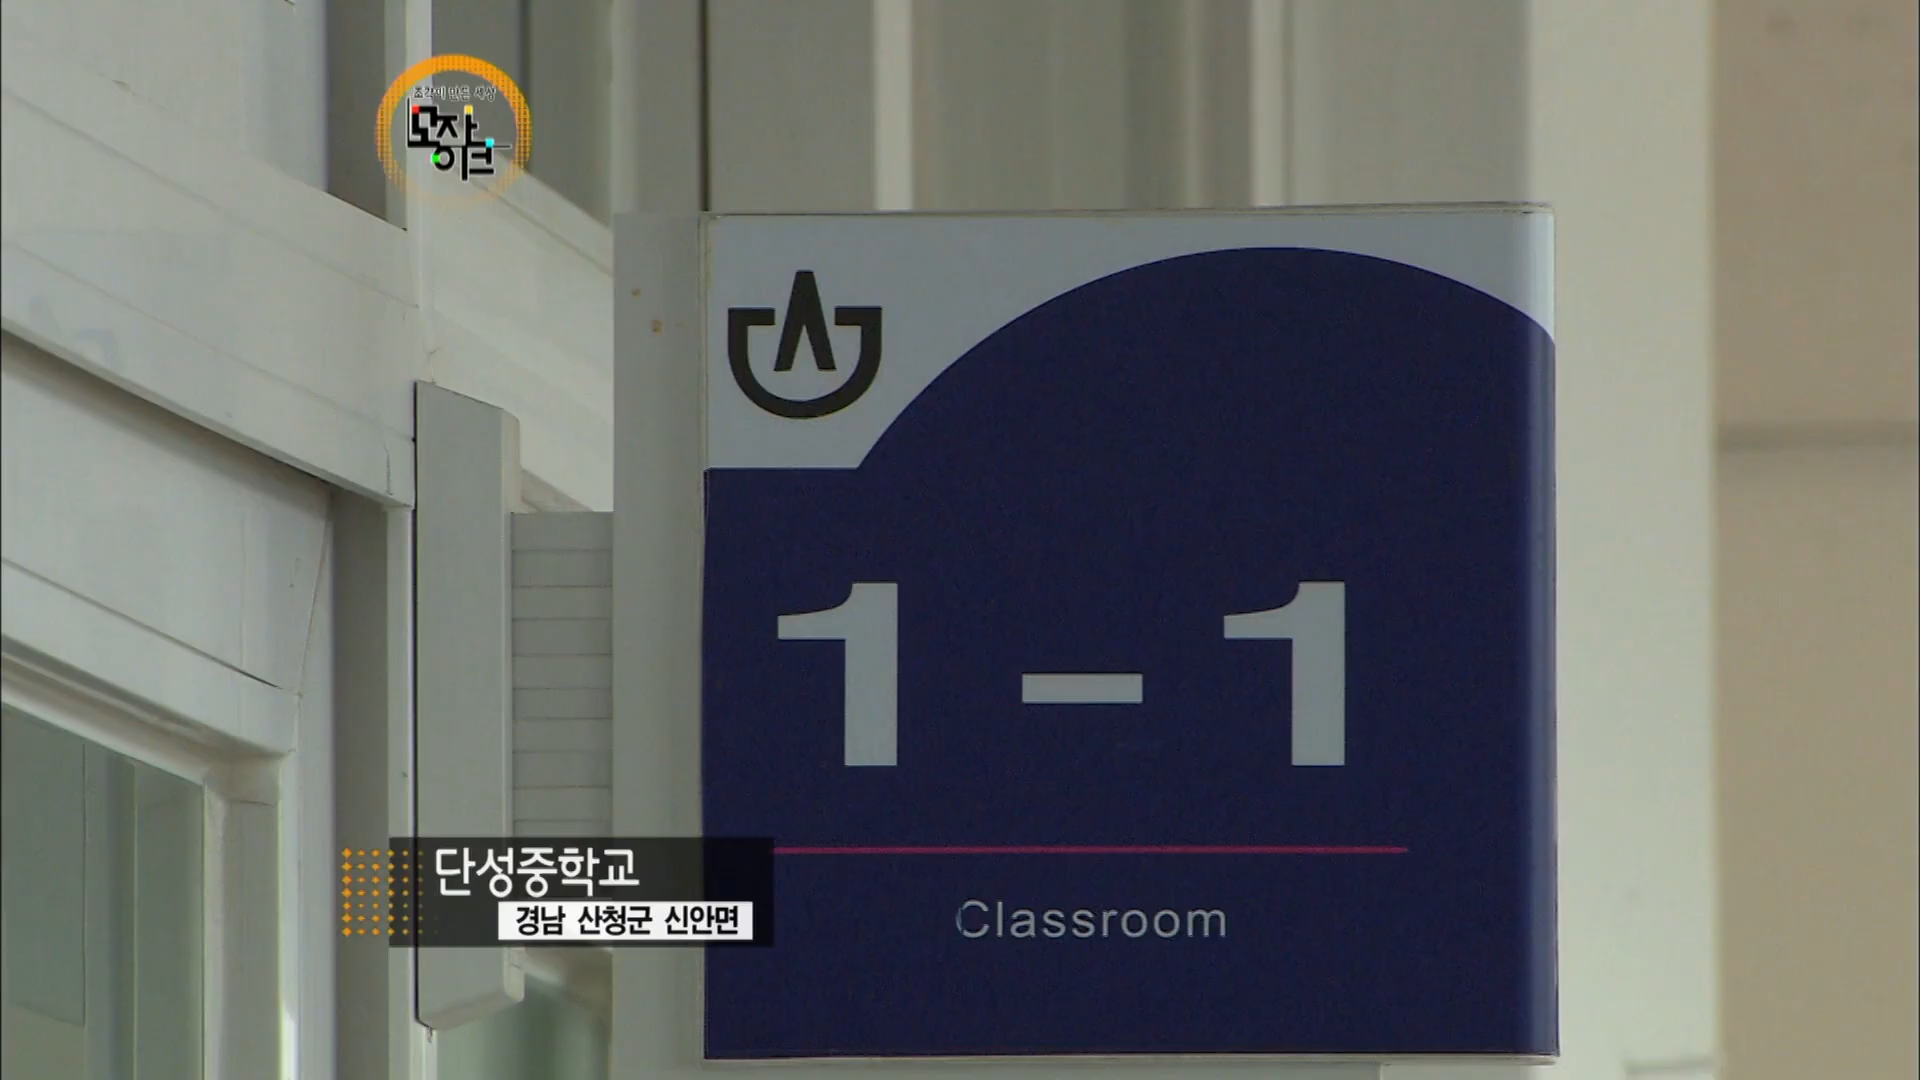 조각이 만든 세상
모자이크
1 – 1
단성중학교
경남 산청군 신안면
Classroom